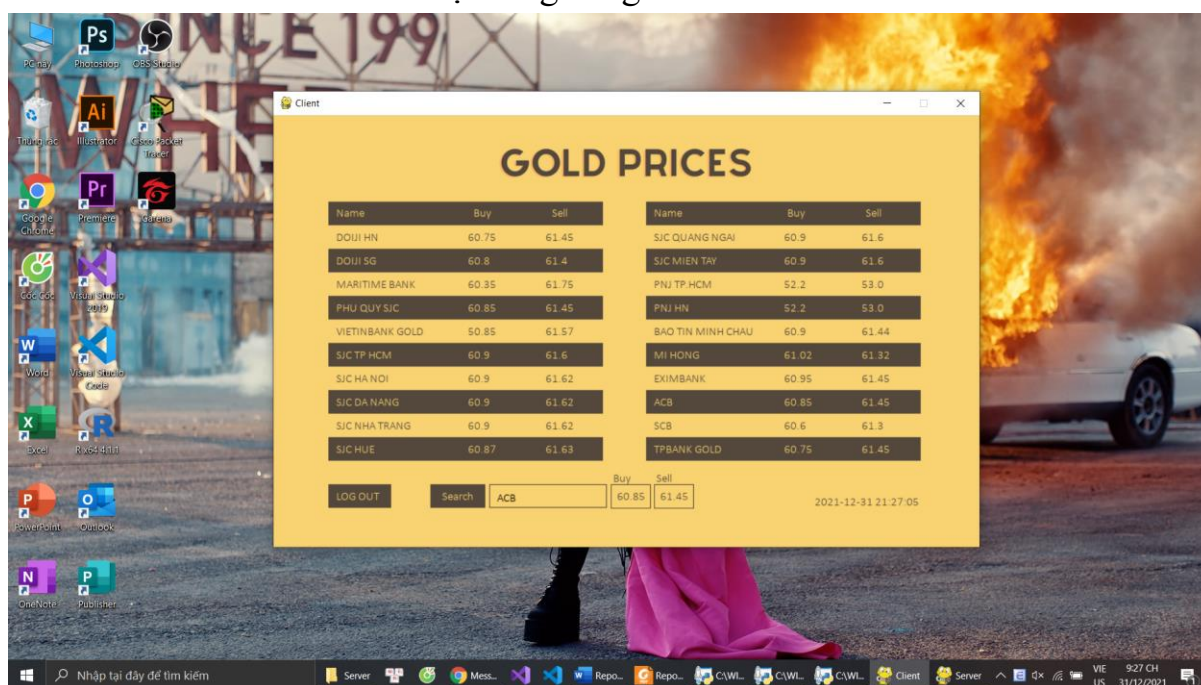 PC này
Photoshop
OBS Studio
SINCE 1991
Thùng rác
Illustrator
Cisco Packet Tracer
Google Chrome
Premiere
Garena
Cốc Cốc
Visual Studio 2019
Word
Visual Studio Code
Excel
R x64 4.1.1
PowerPoint
Outlook
OneNote
Publisher
Client
GOLD PRICES
Name Buy Sell
DOIJI HN 60.75 61.45
DOIJI SG 60.8 61.4
MARITIME BANK 60.35 61.75
PHU QUY SJC 60.85 61.45
VIETINBANK GOLD 50.85 61.57
SJC TP HCM 60.9 61.6
SJC HA NOI 60.9 61.62
SJC DA NANG 60.9 61.62
SJC NHA TRANG 60.9 61.62
SJC HUE 60.87 61.63
Name Buy Sell
SJC QUANG NGAI 60.9 61.6
SJC MIEN TAY 60.9 61.6
PNJ TP.HCM 52.2 53.0
PNJ HN 52.2 53.0
BAO TIN MINH CHAU 60.9 61.44
MI HONG 61.02 61.32
EXIMBANK 60.95 61.45
ACB 60.85 61.45
SCB 60.6 61.3
TPBANK GOLD 60.75 61.45
Buy Sell
LOG OUT Search ACB 60.85 61.45
2021-12-31 21:27:05
Nhập tại đây để tìm kiếm
Server
Mess...
Repo...
Repo...
C:\WI...
C:\WI...
C:\WI...
Client
Server
VIE
US
9:27 CH
31/12/2021